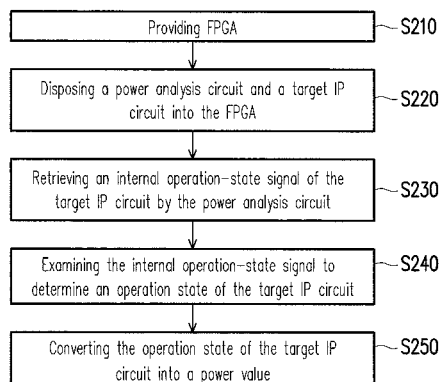 Providing FPGA
S210
Disposing a power analysis circuit and a target IP
circuit into the FPGA
S220
Retrieving an internal operation-state signal of the
target IP circuit by the power analysis circuit
S230
Examining the internal operation-state signal to
determine an operation state of the target IP circuit
S240
Converting the operation state of the target IP
circuit into a power value
S250